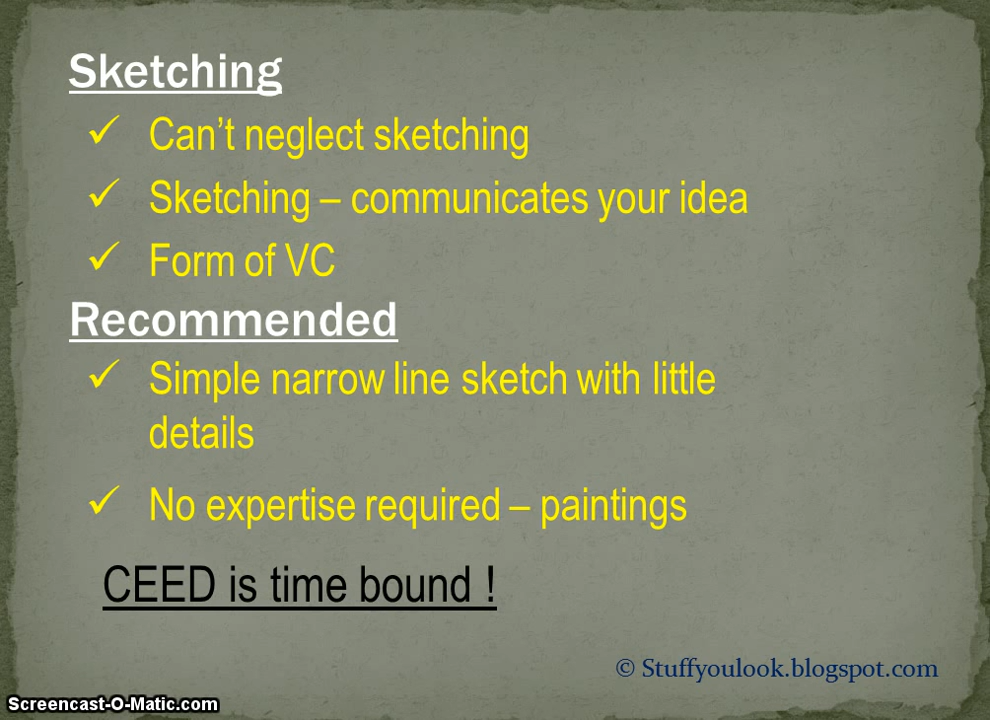 Sketching
✓ Can’t neglect sketching
✓ Sketching – communicates your idea
✓ Form of VC
Recommended
✓ Simple narrow line sketch with little
details
✓ No expertise required – paintings
CEED is time bound !
© Stuffyoulook.blogspot.com
Screencast-O-Matic.com